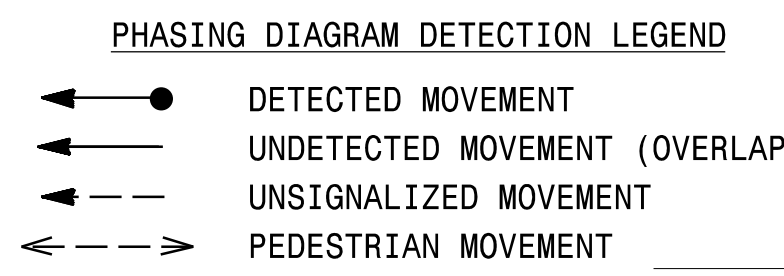 PHASING DIAGRAM DETECTION LEGEND
DETECTED MOVEMENT
UNDETECTED MOVEMENT (OVERLAP
UNSIGNALIZED MOVEMENT
PEDESTRIAN MOVEMENT